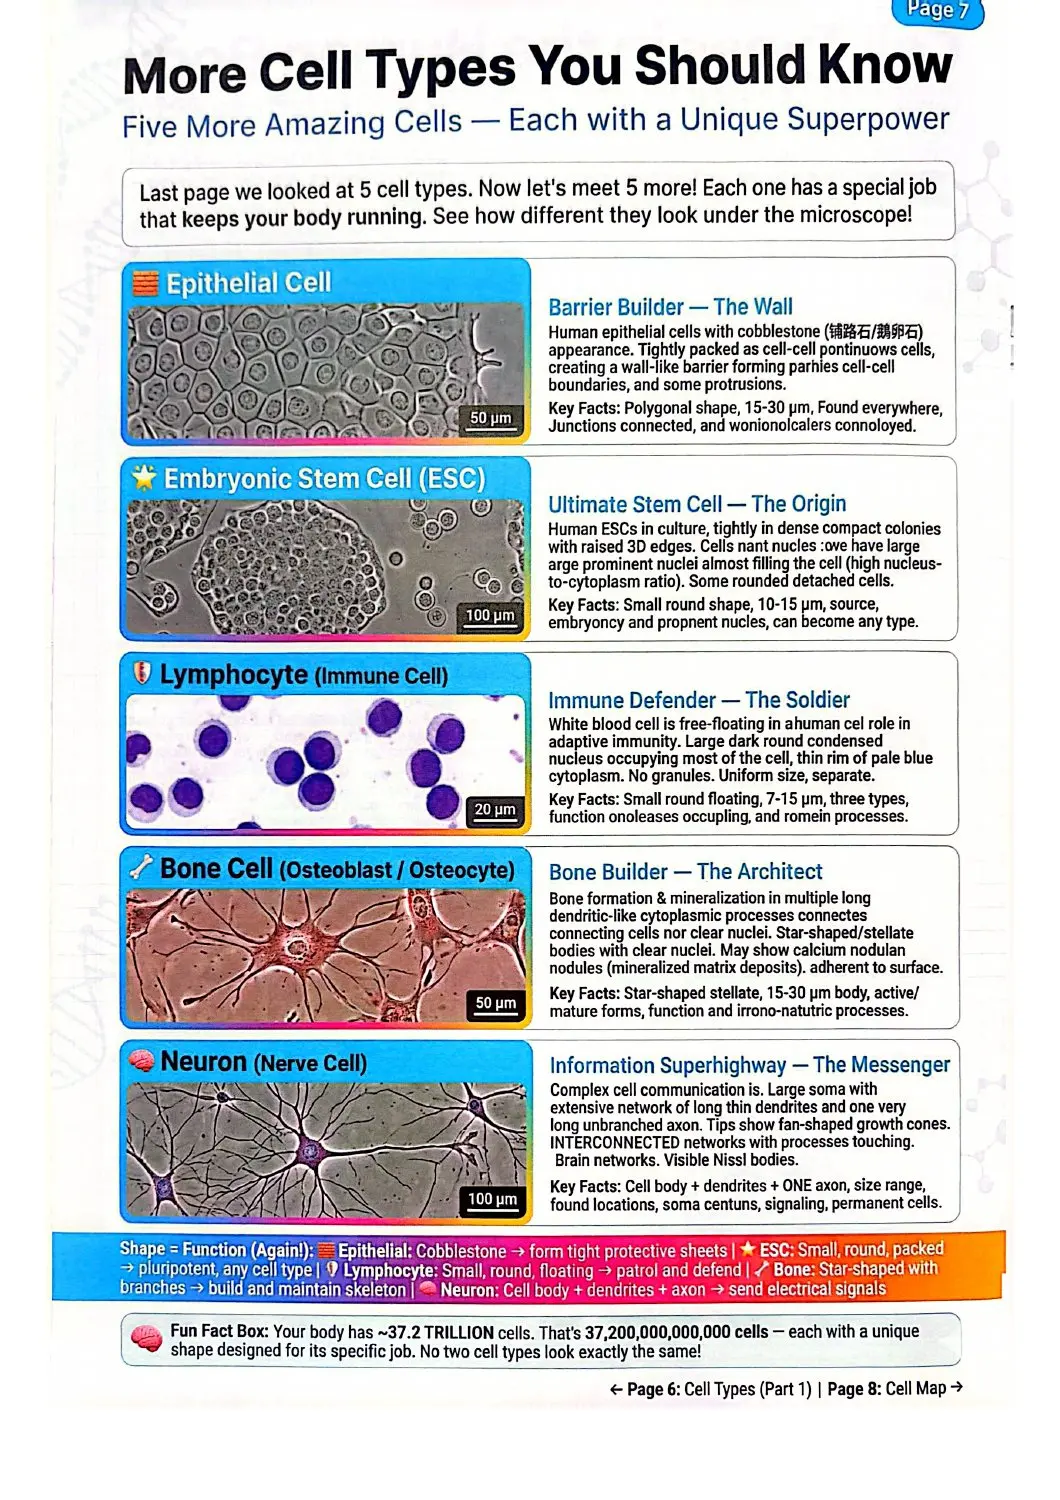 Page 7
More Cell Types You Should Know
Five More Amazing Cells — Each with a Unique Superpower
Last page we looked at 5 cell types. Now let's meet 5 more! Each one has a special job
that keeps your body running. See how different they look under the microscope!
Epithelial Cell
50 µm
Barrier Builder — The Wall
Human epithelial cells with cobblestone (铺路石/鹅卵石)
appearance. Tightly packed as cell-cell pontinuows cells,
creating a wall-like barrier forming parhies cell-cell
boundaries, and some protrusions.
Key Facts: Polygonal shape, 15-30 µm, Found everywhere,
Junctions connected, and wonionolcalers connoloyed.
Embryonic Stem Cell (ESC)
100 µm
Ultimate Stem Cell — The Origin
Human ESCs in culture, tightly in dense compact colonies
with raised 3D edges. Cells nant nucles :owe have large
arge prominent nuclei almost filling the cell (high nucleus-
to-cytoplasm ratio). Some rounded detached cells.
Key Facts: Small round shape, 10-15 µm, source,
embryoncy and propnent nucles, can become any type.
Lymphocyte (Immune Cell)
20 µm
Immune Defender — The Soldier
White blood cell is free-floating in ahuman cel role in
adaptive immunity. Large dark round condensed
nucleus occupying most of the cell, thin rim of pale blue
cytoplasm. No granules. Uniform size, separate.
Key Facts: Small round floating, 7-15 µm, three types,
function onoleases occupling, and romein processes.
Bone Cell (Osteoblast / Osteocyte)
50 µm
Bone Builder — The Architect
Bone formation & mineralization in multiple long
dendritic-like cytoplasmic processes connectes
connecting cells nor clear nuclei. Star-shaped/stellate
bodies with clear nuclei. May show calcium nodulan
nodules (mineralized matrix deposits). adherent to surface.
Key Facts: Star-shaped stellate, 15-30 µm body, active/
mature forms, function and irrono-natutric processes.
Neuron (Nerve Cell)
100 µm
Information Superhighway — The Messenger
Complex cell communication is. Large soma with
extensive network of long thin dendrites and one very
long unbranched axon. Tips show fan-shaped growth cones.
INTERCONNECTED networks with processes touching.
Brain networks. Visible Nissl bodies.
Key Facts: Cell body + dendrites + ONE axon, size range,
found locations, soma centuns, signaling, permanent cells.
Shape = Function (Again!): Epithelial: Cobblestone → form tight protective sheets | ESC: Small, round, packed
→ pluripotent, any cell type | Lymphocyte: Small, round, floating → patrol and defend | Bone: Star-shaped with
branches → build and maintain skeleton | Neuron: Cell body + dendrites + axon → send electrical signals
Fun Fact Box: Your body has ~37.2 TRILLION cells. That's 37,200,000,000,000 cells — each with a unique
shape designed for its specific job. No two cell types look exactly the same!
← Page 6: Cell Types (Part 1) | Page 8: Cell Map →